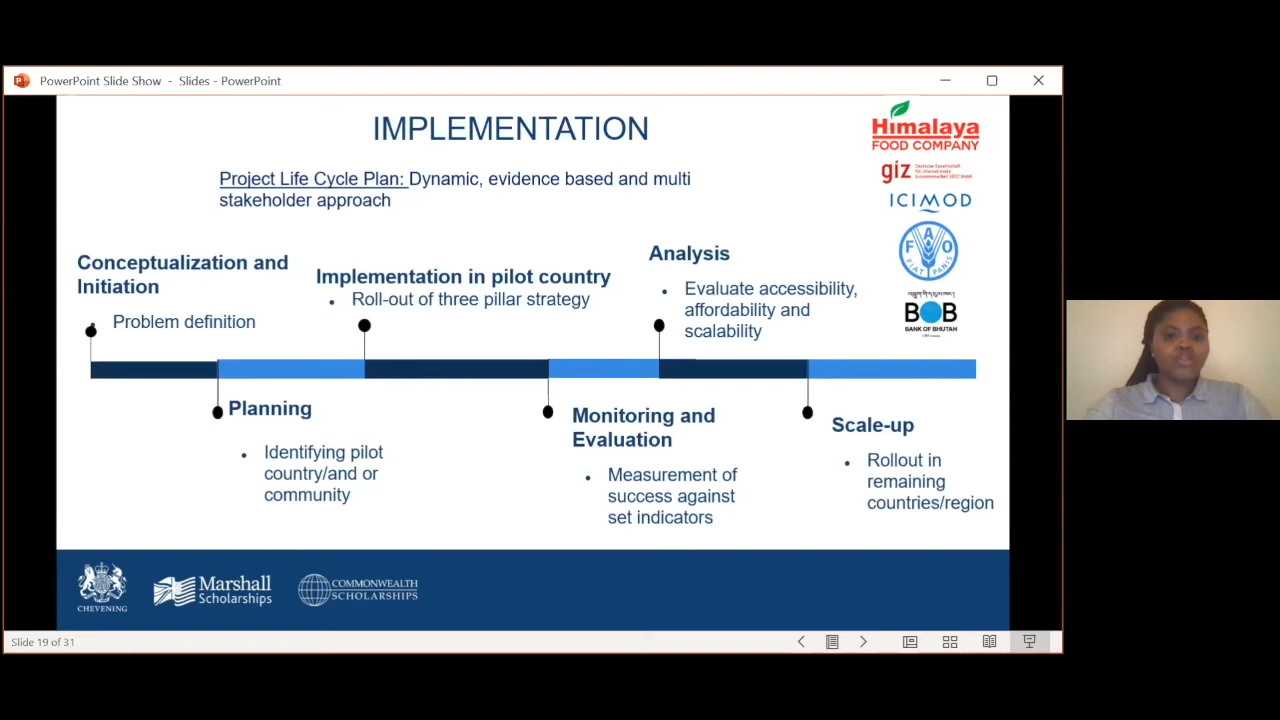 PowerPoint Slide Show - Slides - PowerPoint
IMPLEMENTATION
Project Life Cycle Plan: Dynamic, evidence based and multi
stakeholder approach
Himalaya
FOOD COMPANY
giz
ICIMOD
FAO
FIAT PANIS
BOB
BANK OF BHUTAN
Conceptualization and
Initiation
• Problem definition
Implementation in pilot country
• Roll-out of three pillar strategy
Analysis
• Evaluate accessibility,
affordability and
scalability
Planning
• Identifying pilot
country/and or
community
Monitoring and
Evaluation
• Measurement of
success against
set indicators
Scale-up
• Rollout in
remaining
countries/region
CHEVENING
Marshall
Scholarships
COMMONWEALTH
SCHOLARSHIPS
Slide 19 of 31